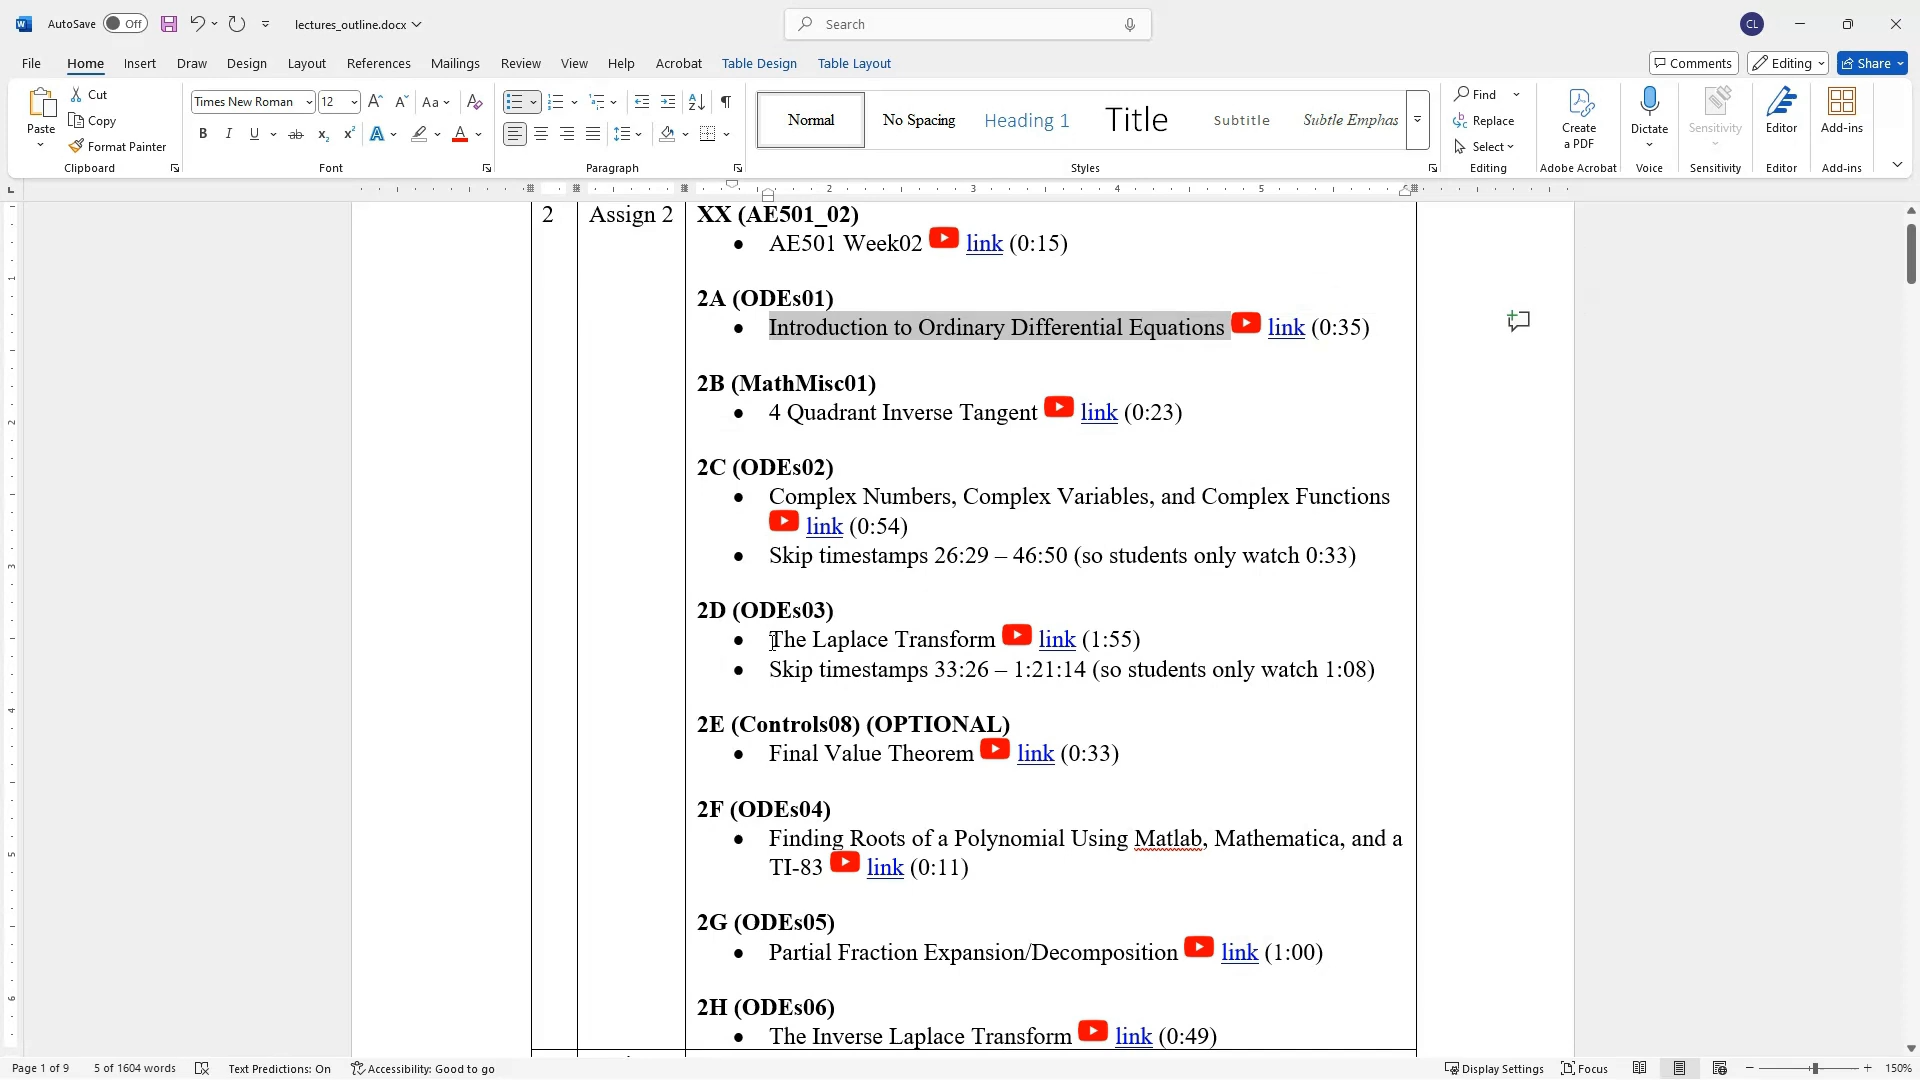 AutoSave Off lectures_outline.docx Search CL
File Home Insert Draw Design Layout References Mailings Review View Help Acrobat Table Design Table Layout Comments Editing Share
Paste Cut Copy Format Painter
Times New Roman 12
Normal No Spacing Heading 1 Title Subtitle Subtle Emphas
Find Replace Select
Create a PDF Dictate Sensitivity Editor Add-ins
Clipboard Font Paragraph Styles Editing Adobe Acrobat Voice Sensitivity Editor Add-ins
2 Assign 2 XX (AE501_02)
• AE501 Week02 link (0:15)
2A (ODEs01)
• Introduction to Ordinary Differential Equations link (0:35)
2B (MathMisc01)
• 4 Quadrant Inverse Tangent link (0:23)
2C (ODEs02)
• Complex Numbers, Complex Variables, and Complex Functions
link (0:54)
• Skip timestamps 26:29 – 46:50 (so students only watch 0:33)
2D (ODEs03)
• The Laplace Transform link (1:55)
• Skip timestamps 33:26 – 1:21:14 (so students only watch 1:08)
2E (Controls08) (OPTIONAL)
• Final Value Theorem link (0:33)
2F (ODEs04)
• Finding Roots of a Polynomial Using Matlab, Mathematica, and a
TI-83 link (0:11)
2G (ODEs05)
• Partial Fraction Expansion/Decomposition link (1:00)
2H (ODEs06)
• The Inverse Laplace Transform link (0:49)
Page 1 of 9 5 of 1604 words Text Predictions: On Accessibility: Good to go Display Settings Focus 150%